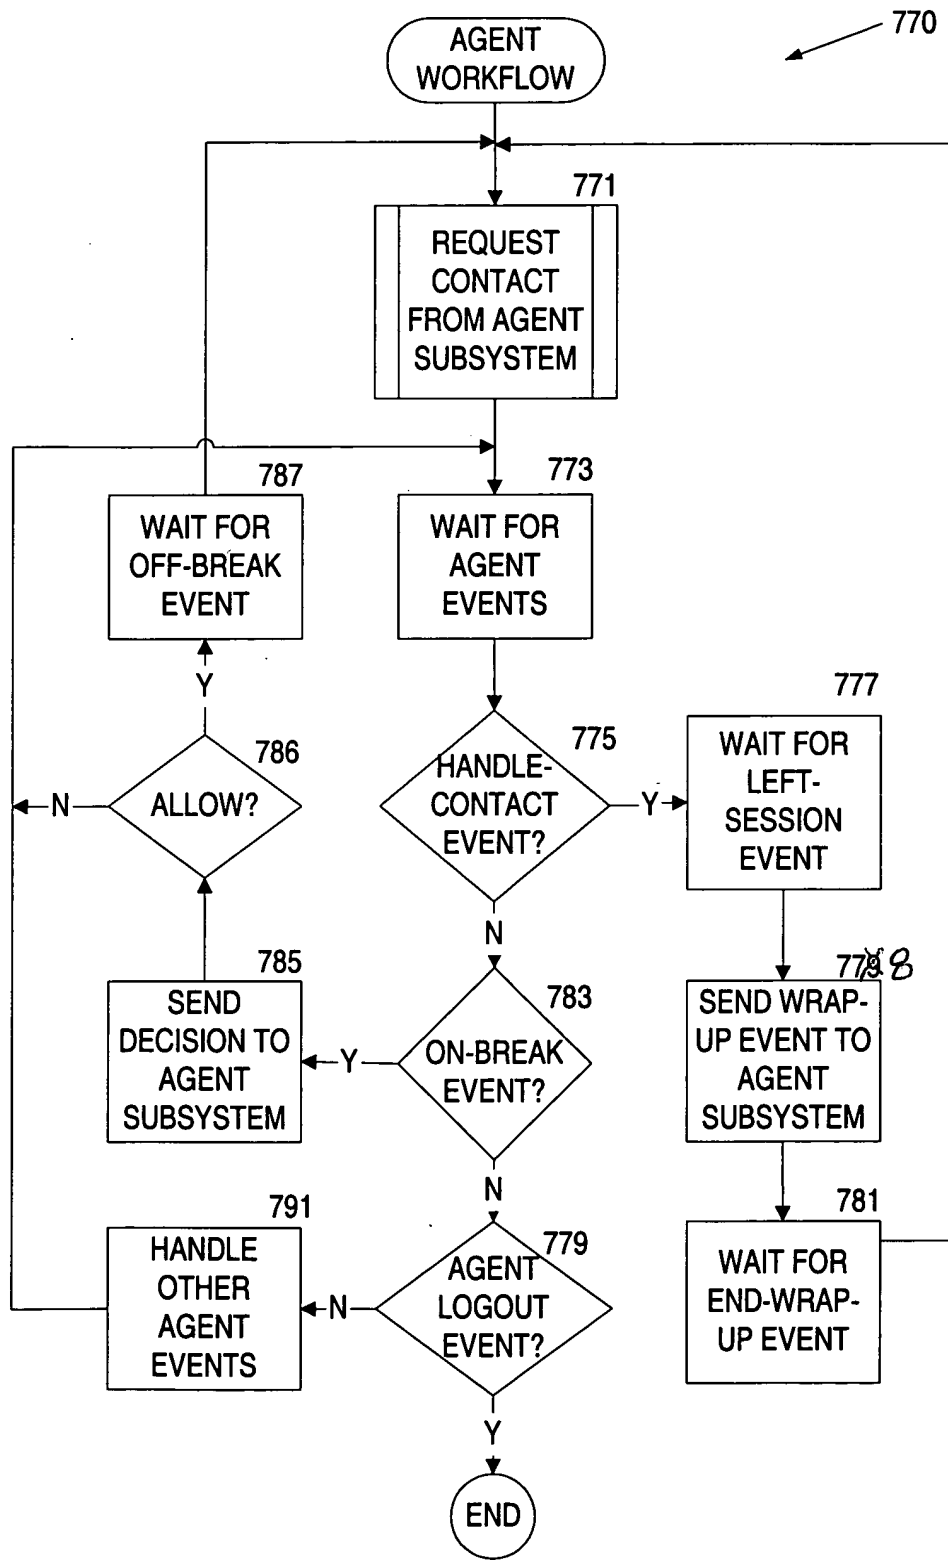 770
AGENT
WORKFLOW
771
REQUEST
CONTACT
FROM AGENT
SUBSYSTEM
787
WAIT FOR
OFF-BREAK
EVENT
773
WAIT FOR
AGENT
EVENTS
Y
786
ALLOW?
N
775
HANDLE-
CONTACT
EVENT?
Y
777
WAIT FOR
LEFT-
SESSION
EVENT
N
785
SEND
DECISION TO
AGENT
SUBSYSTEM
783
ON-BREAK
EVENT?
Y
7798
SEND WRAP-
UP EVENT TO
AGENT
SUBSYSTEM
N
791
HANDLE
OTHER
AGENT
EVENTS
779
AGENT
LOGOUT
EVENT?
N
781
WAIT FOR
END-WRAP-
UP EVENT
Y
END